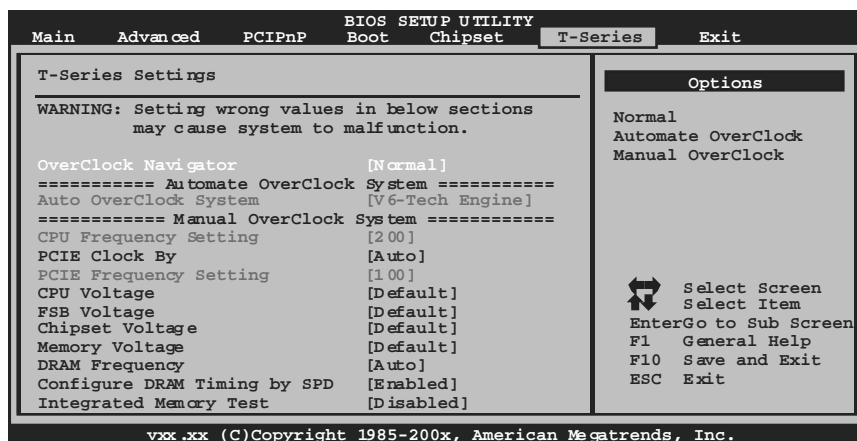 BIOS SETUP UTILITY
Main Advanced PCIPnP Boot Chipset T-Series Exit
T-Series Settings
WARNING: Setting wrong values in below sections
may cause system to malfunction.
OverClock Navigator [Normal]
=========== Automate OverClock System ===========
Auto OverClock System [V6-Tech Engine]
============ Manual OverClock System ============
CPU Frequency Setting [200]
PCIE Clock By [Auto]
PCIE Frequency Setting [100]
CPU Voltage [Default]
FSB Voltage [Default]
Chipset Voltage [Default]
Memory Voltage [Default]
DRAM Frequency [Auto]
Configure DRAM Timing by SPD [Enabled]
Integrated Memory Test [Disabled]
Options
Normal
Automate OverClock
Manual OverClock
Select Screen
Select Item
EnterGo to Sub Screen
F1 General Help
F10 Save and Exit
ESC Exit
vxx.xx (C)Copyright 1985-200x, American Megatrends, Inc.